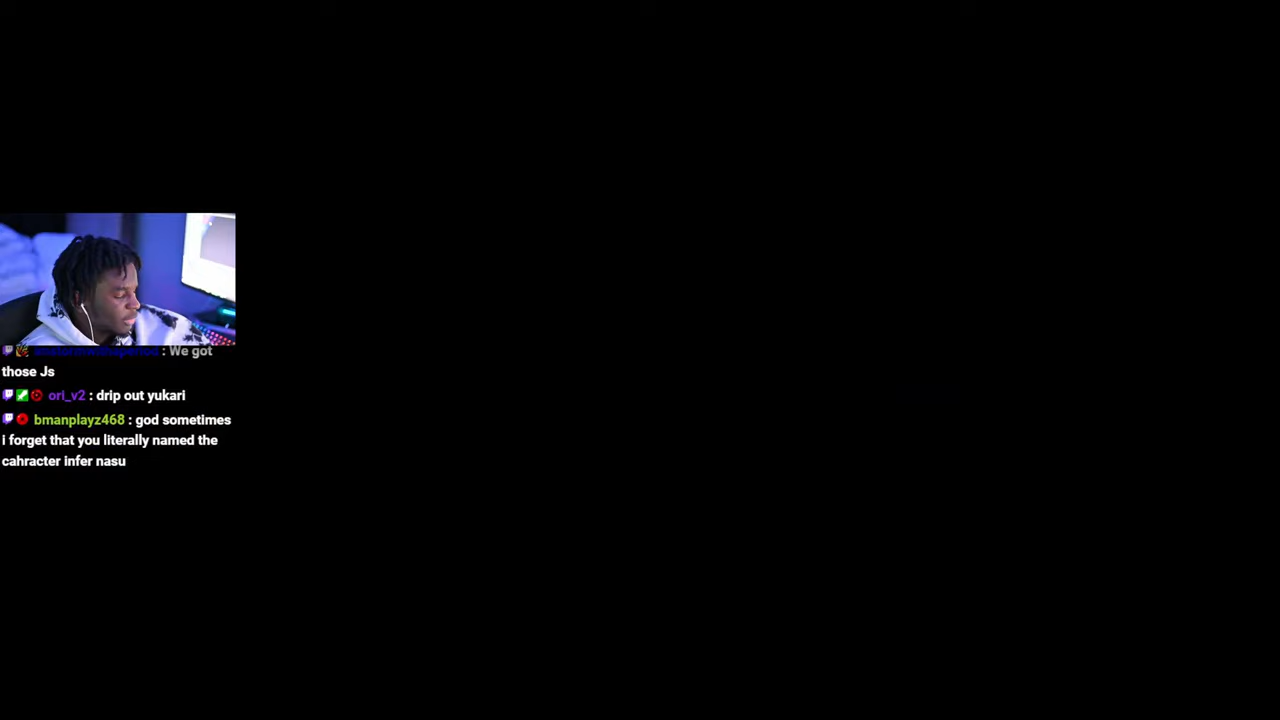 : We got
those Js
ori_v2 : drip out yukari
bmanplayz468 : god sometimes
i forget that you literally named the
cahracter infer nasu